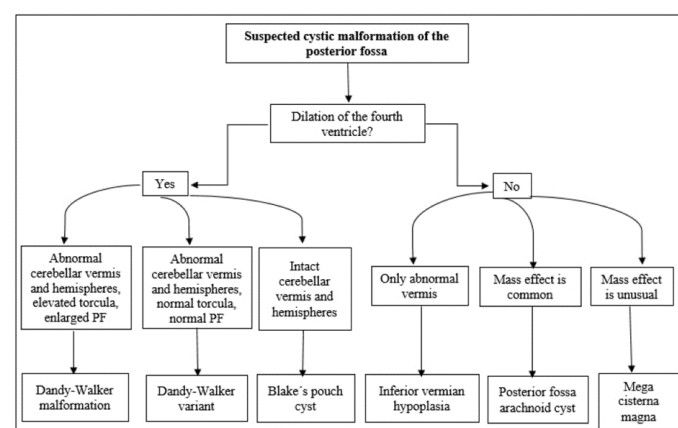 Suspected cystic malformation of the
posterior fossa
Dilation of the fourth
ventricle?
Yes
No
Abnormal
cerebellar vermis
and hemispheres,
elevated torcula,
enlarged PF
Abnormal
cerebellar vermis
and hemispheres,
normal torcula,
normal PF
Intact
cerebellar
vermis and
hemispheres
Only abnormal
vermis
Mass effect is
common
Mass effect
is unusual
Dandy-Walker
malformation
Dandy-Walker
variant
Blake´s pouch
cyst
Inferior vermian
hypoplasia
Posterior fossa
arachnoid cyst
Mega
cisterna
magna